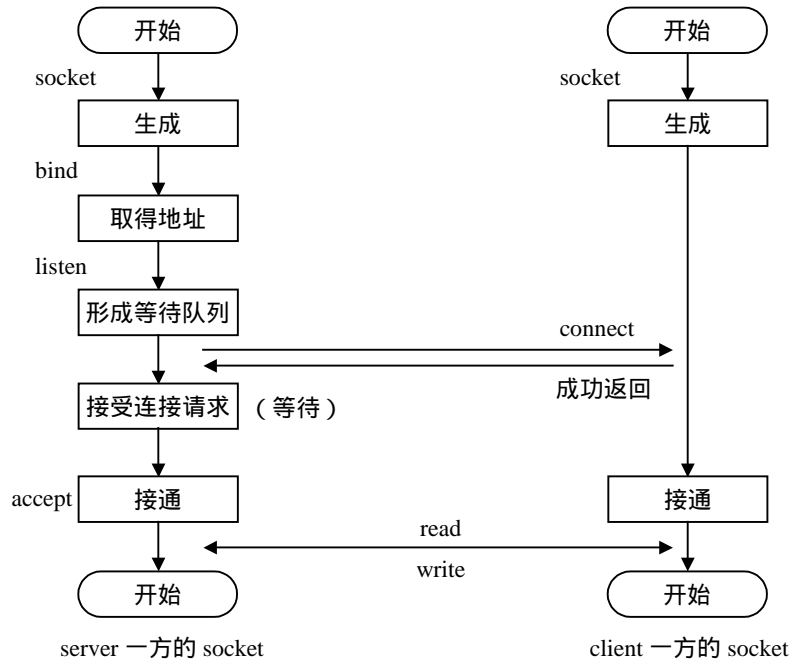 开始
开始
socket
socket
生成
生成
bind
取得地址
listen
形成等待队列
connect
成功返回
接受连接请求
（等待）
accept
接通
接通
read
write
开始
开始
server 一方的 socket
client 一方的 socket